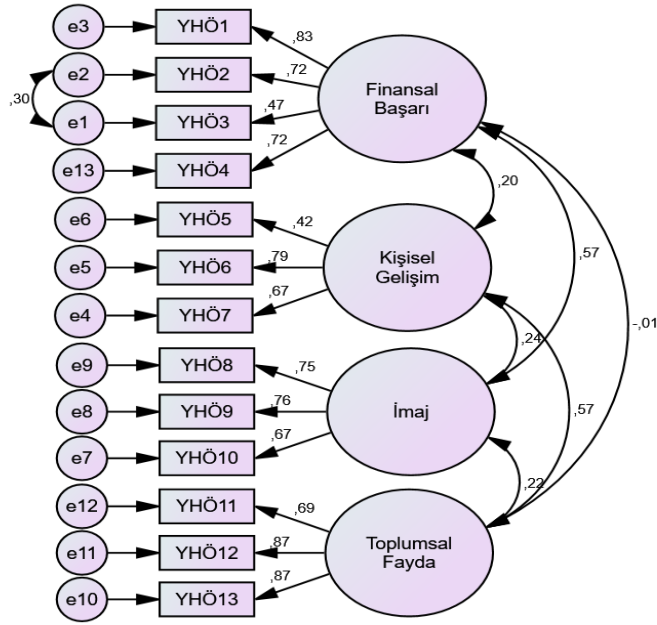 e3
YHÖ1
,83
e2
YHÖ2
,72
,30
e1
YHÖ3
,47
e13
YHÖ4
,72
Finansal
Başarı
e6
YHÖ5
,42
e5
YHÖ6
,79
e4
YHÖ7
,67
Kişisel
Gelişim
,20
,57
-,01
e9
YHÖ8
,75
e8
YHÖ9
,76
e7
YHÖ10
,67
İmaj
,24
,57
e12
YHÖ11
,69
e11
YHÖ12
,87
e10
YHÖ13
,87
Toplumsal
Fayda
,22